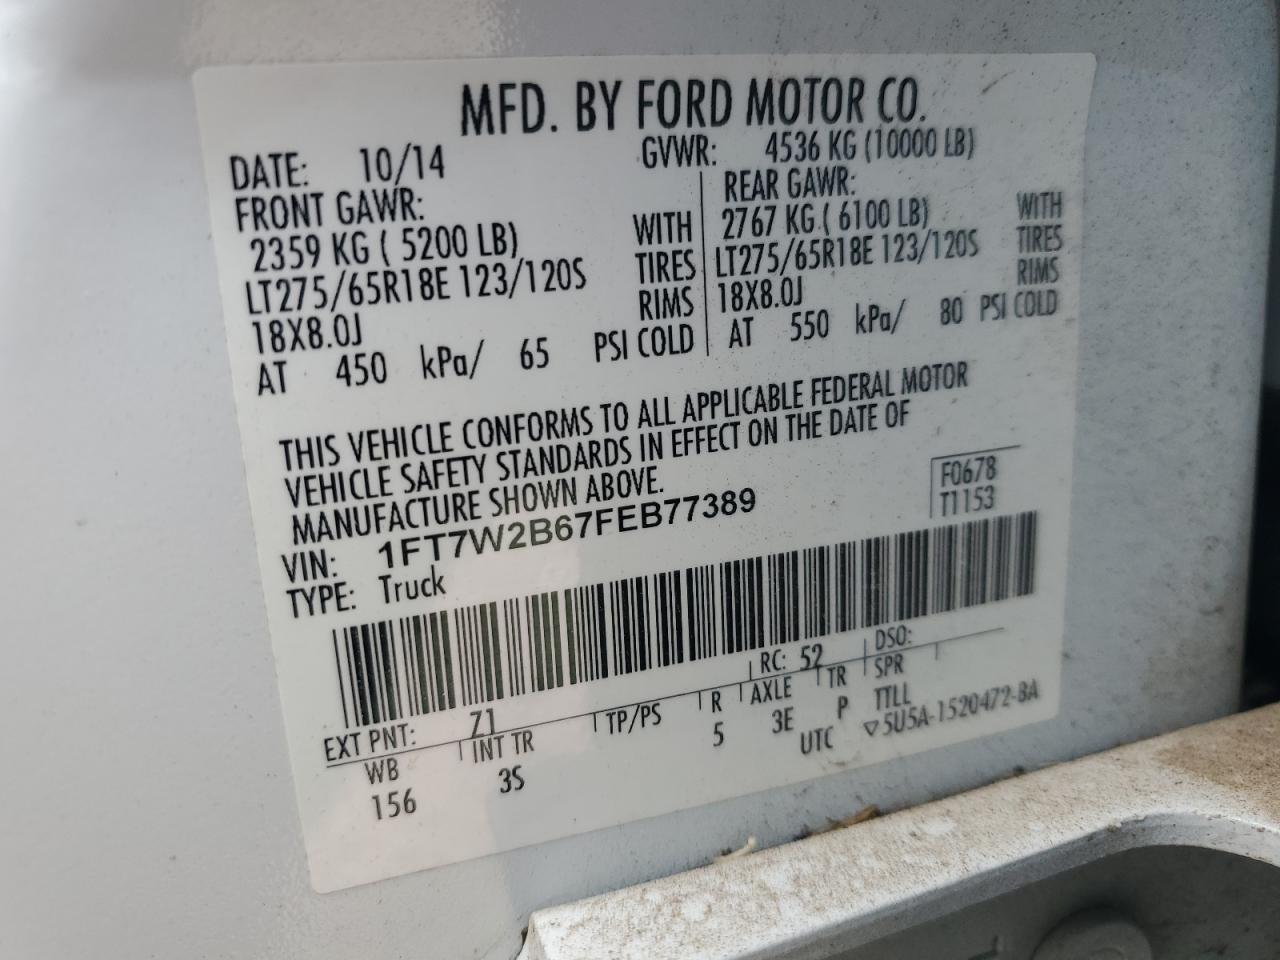 MFD. BY FORD MOTOR CO.
DATE: 10/14 GVWR: 4536 KG (10000 LB)
FRONT GAWR: REAR GAWR:
2359 KG ( 5200 LB) WITH 2767 KG ( 6100 LB) WITH
LT275/65R18E 123/120S TIRES LT275/65R18E 123/120S TIRES
18X8.0J RIMS 18X8.0J RIMS
AT 450 kPa/ 65 PSI COLD AT 550 kPa/ 80 PSI COLD
THIS VEHICLE CONFORMS TO ALL APPLICABLE FEDERAL MOTOR
VEHICLE SAFETY STANDARDS IN EFFECT ON THE DATE OF
MANUFACTURE SHOWN ABOVE.
F0678
VIN: 1FT7W2B67FEB77389 T1153
TYPE: Truck
EXT PNT: Z1 RC: 52 DSO:
WB INT TR TP/PS R AXLE TR SPR
156 3S 5 3E P TTLL
UTC ▽5U5A-1520472-BA